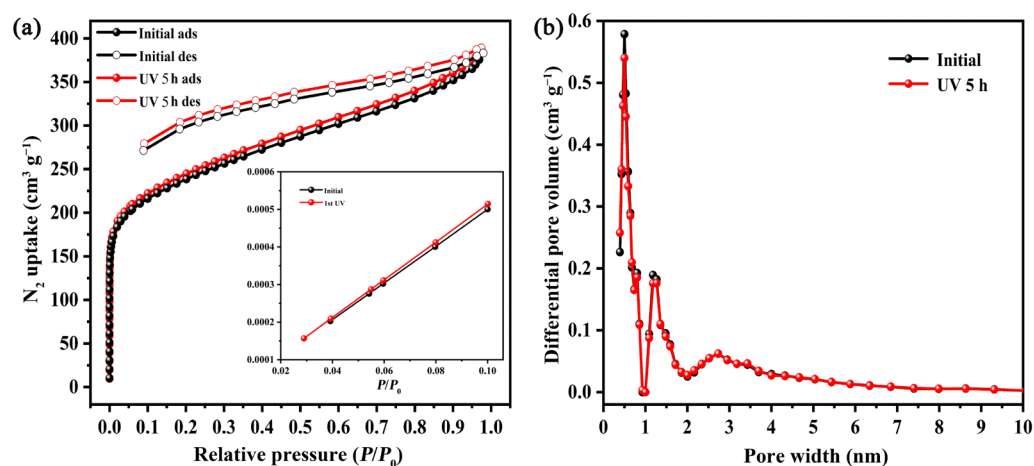 (a)
Initial ads
Initial des
UV 5 h ads
UV 5 h des
N₂ uptake (cm³ g⁻¹)
400
350
300
250
200
150
100
50
0
0.0 0.1 0.2 0.3 0.4 0.5 0.6 0.7 0.8 0.9 1.0
Relative pressure (P/P₀)
Initial
1st UV
0.0006
0.0005
0.0004
0.0003
0.0002
0.0001
0.02 0.04 0.06 0.08 0.10
P/P₀
(b)
Initial
UV 5 h
Differential pore volume (cm³ g⁻¹)
0.6
0.5
0.4
0.3
0.2
0.1
0.0
0 1 2 3 4 5 6 7 8 9 10
Pore width (nm)